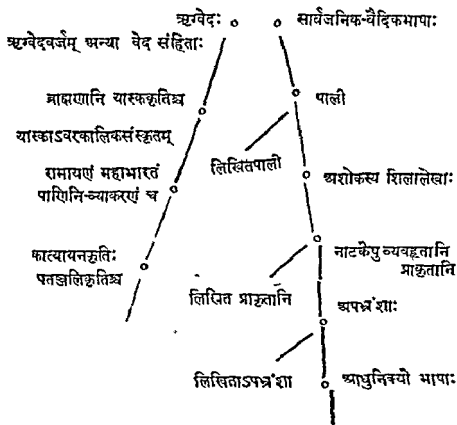 ऋग्वेदः
सार्वजनिक-वैदिकभाषाः
ऋग्वेदवर्जम् अन्या वेद संहिताः
ब्राह्मणानि यास्ककृतिश्च
पाली
यास्काऽवरकालिकसंस्कृतम्
लिखितपाली
रामायणं महाभारतं
पाणिनि-व्याकरणं च
अशोकस्य शिलालेखाः
कात्यायनकृतिः
पतञ्जलिकृतिश्च
नाटकेषु व्यवहृतानि
प्राकृतानि
लिखित प्राकृतानि
अपभ्रंशाः
लिखिताऽपभ्रंशा
आधुनिक्यो भाषाः